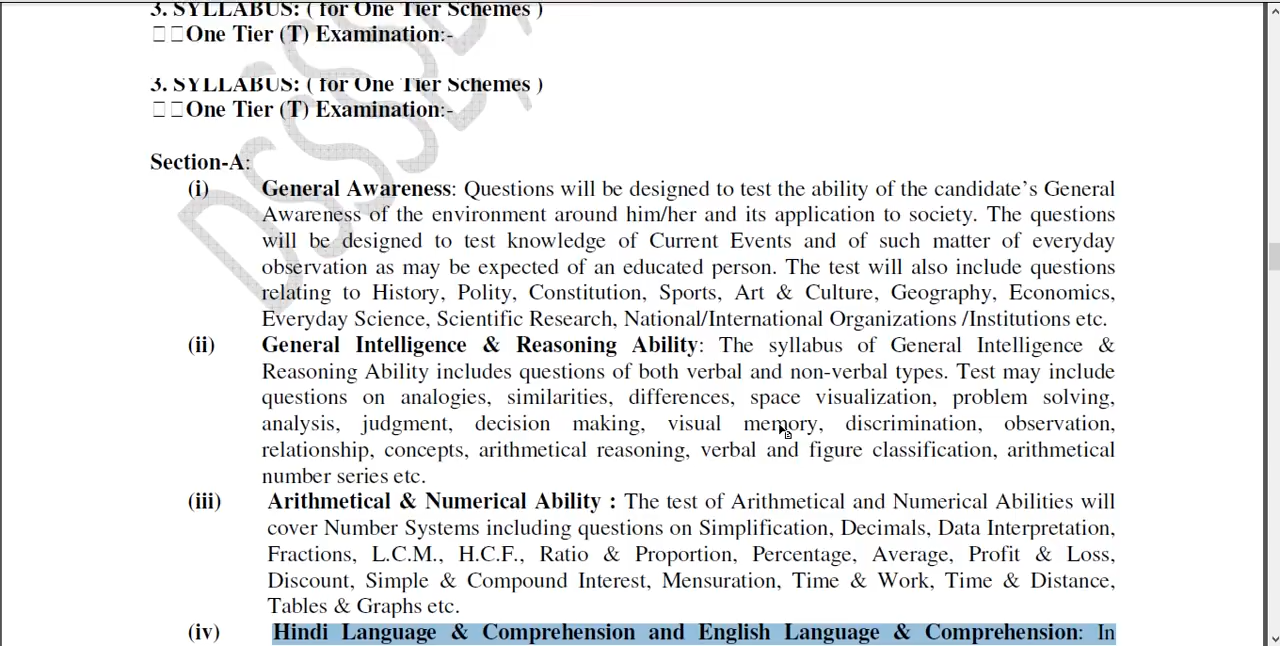 3. SYLLABUS: ( for One Tier Schemes )
□□One Tier (T) Examination:-
3. SYLLABUS: ( for One Tier Schemes )
□□One Tier (T) Examination:-
Section-A:
(i) General Awareness: Questions will be designed to test the ability of the candidate’s General
Awareness of the environment around him/her and its application to society. The questions
will be designed to test knowledge of Current Events and of such matter of everyday
observation as may be expected of an educated person. The test will also include questions
relating to History, Polity, Constitution, Sports, Art & Culture, Geography, Economics,
Everyday Science, Scientific Research, National/International Organizations /Institutions etc.
(ii) General Intelligence & Reasoning Ability: The syllabus of General Intelligence &
Reasoning Ability includes questions of both verbal and non-verbal types. Test may include
questions on analogies, similarities, differences, space visualization, problem solving,
analysis, judgment, decision making, visual memory, discrimination, observation,
relationship, concepts, arithmetical reasoning, verbal and figure classification, arithmetical
number series etc.
(iii) Arithmetical & Numerical Ability : The test of Arithmetical and Numerical Abilities will
cover Number Systems including questions on Simplification, Decimals, Data Interpretation,
Fractions, L.C.M., H.C.F., Ratio & Proportion, Percentage, Average, Profit & Loss,
Discount, Simple & Compound Interest, Mensuration, Time & Work, Time & Distance,
Tables & Graphs etc.
(iv) Hindi Language & Comprehension and English Language & Comprehension: In